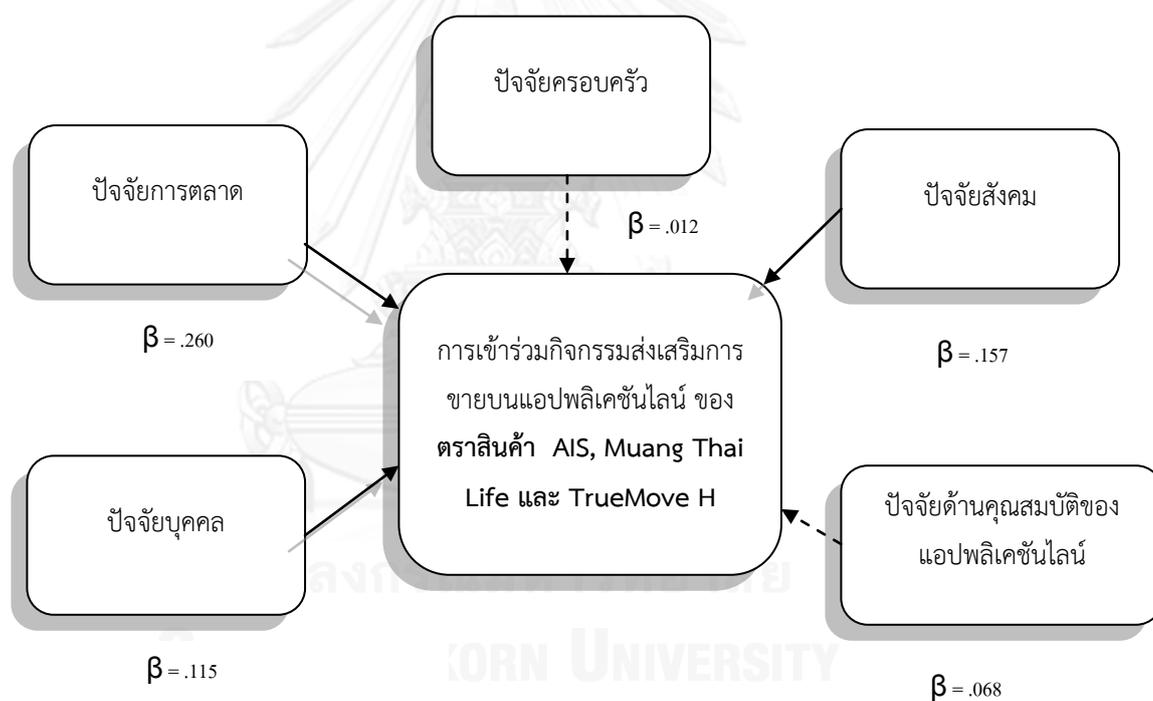 ปัจจัยครอบครัว
ปัจจัยการตลาด
ปัจจัยสังคม
β = .012
β = .260
β = .157
การเข้าร่วมกิจกรรมส่งเสริมการ
ขายบนแอปพลิเคชันไลน์ ของ
ตราสินค้า AIS, Muang Thai
Life และ TrueMove H
ปัจจัยบุคคล
ปัจจัยด้านคุณสมบัติของ
แอปพลิเคชันไลน์
β = .115
β = .068
KORN UNIVERSITY